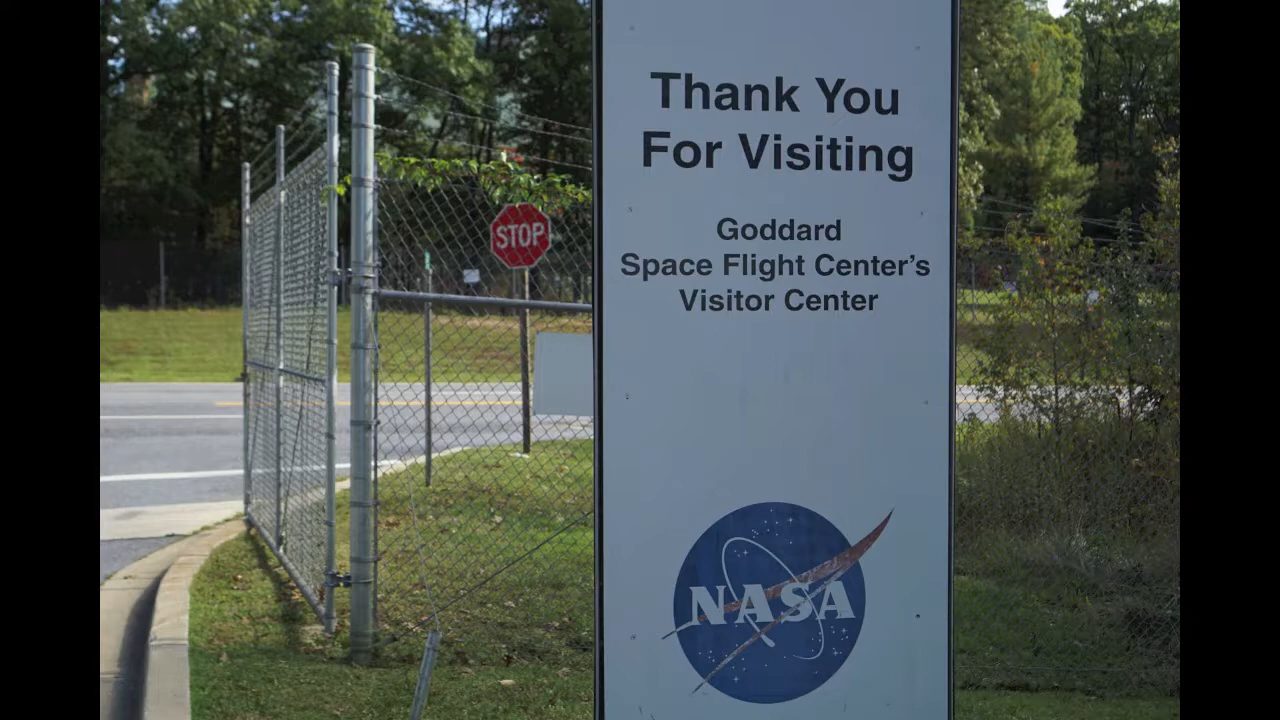 Thank You
For Visiting
Goddard
Space Flight Center's
Visitor Center
NASA
STOP